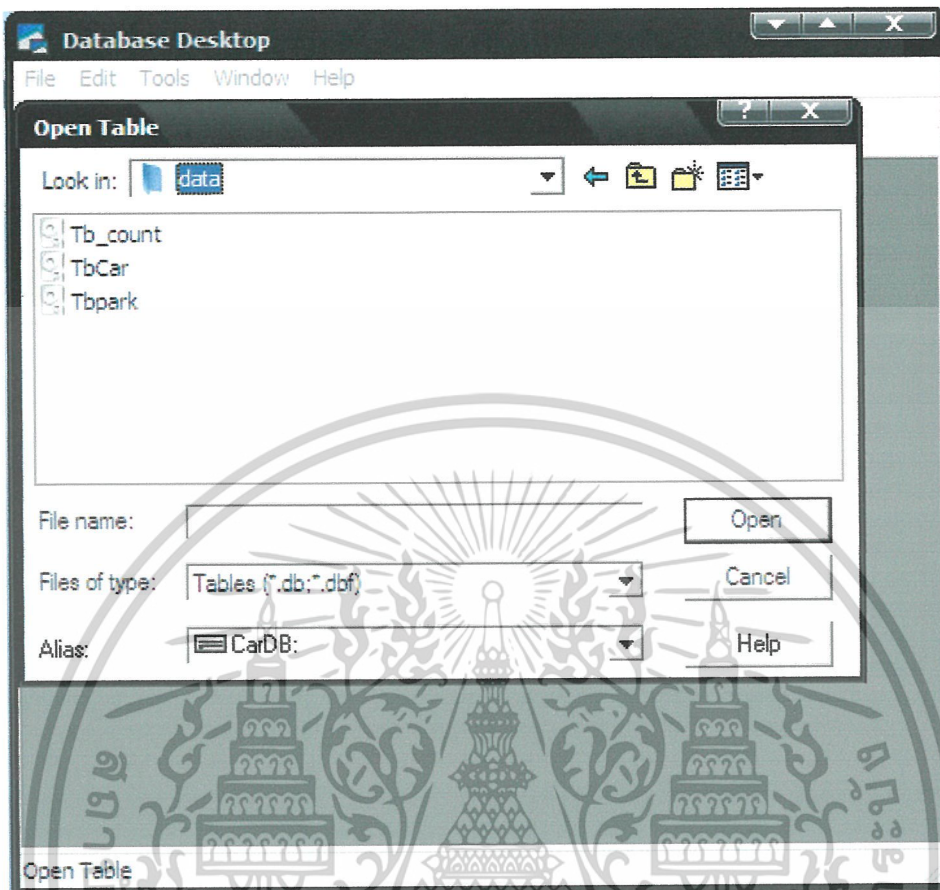 Database Desktop
File Edit Tools Window Help
Open Table
Look in: data
Tb_count
TbCar
Tbpark
File name:
Open
Files of type: Tables (*.db;*.dbf)
Cancel
Alias: CarDB:
Help
Open Table